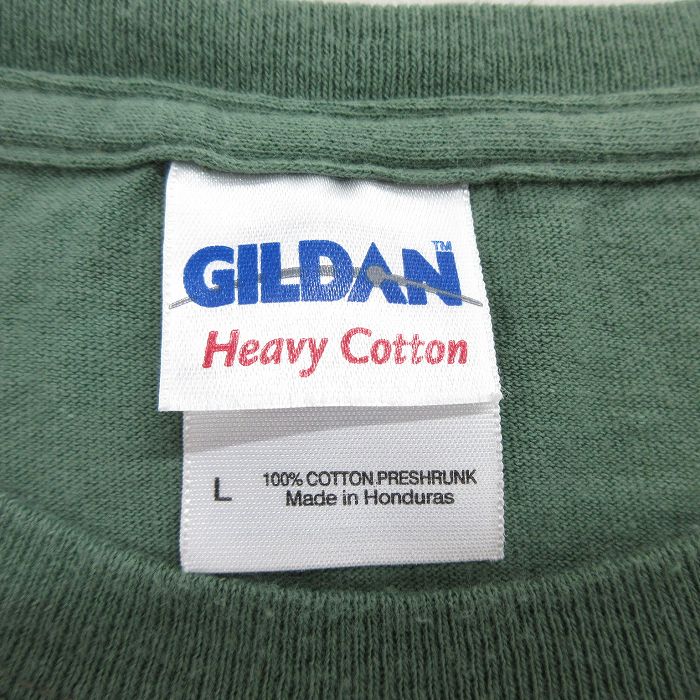 GILDAN™
Heavy Cotton
L 100% COTTON.PRESHRUNK
Made in Honduras